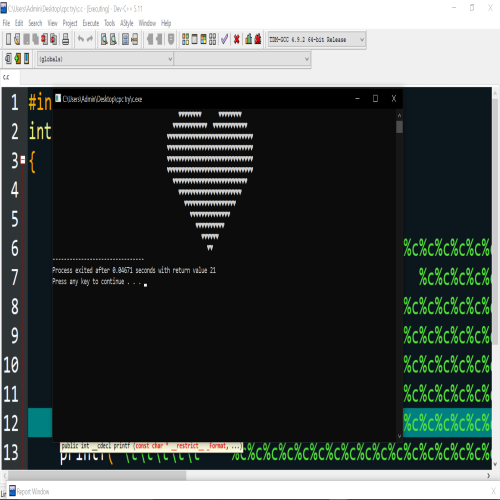 C:\Users\Admin\Desktop\cpc try\c.c - [Executing] - Dev-C++ 5.11
File Edit Search View Project Execute Tools AStyle Window Help
TDM-GCC 4.9.2 64-bit Release
(globals)
c.c
C:\Users\Admin\Desktop\cpc try\c.exe
1 #in
2 int
3 {
4
5
6 %c%c%c%c%c
7 %c%c%c%c
8 %c%c%c%c%c
9 %c%c%c%c%c
10 %c%c%c%c%c
11 %c%c%c%c%c
12 %c%c%c%c%c
--------------------------------
Process exited after 0.04671 seconds with return value 21
Press any key to continue . . .
public int __cdecl printf (const char * __restrict__ _Format, ...)
13 printf(
Report Window